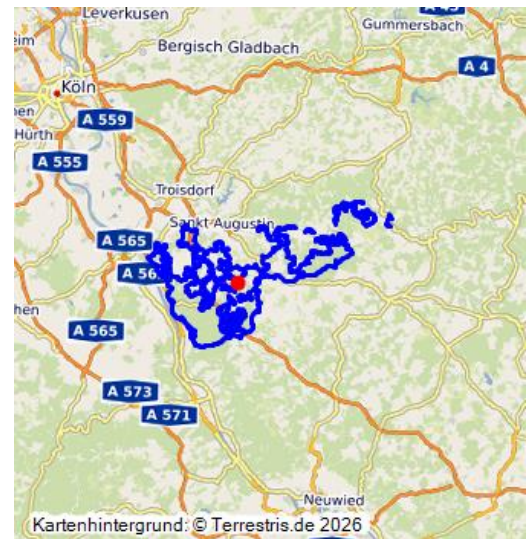 Leverkusen
A 45
Gummersbach
Bergisch Gladbach
A 4
Köln
A 559
Hürth
A 555
Troisdorf
Sankt Augustin
A 565
A 565
A 573
A 571
Neuwied
Kartenhintergrund: © Terrestris.de 2026